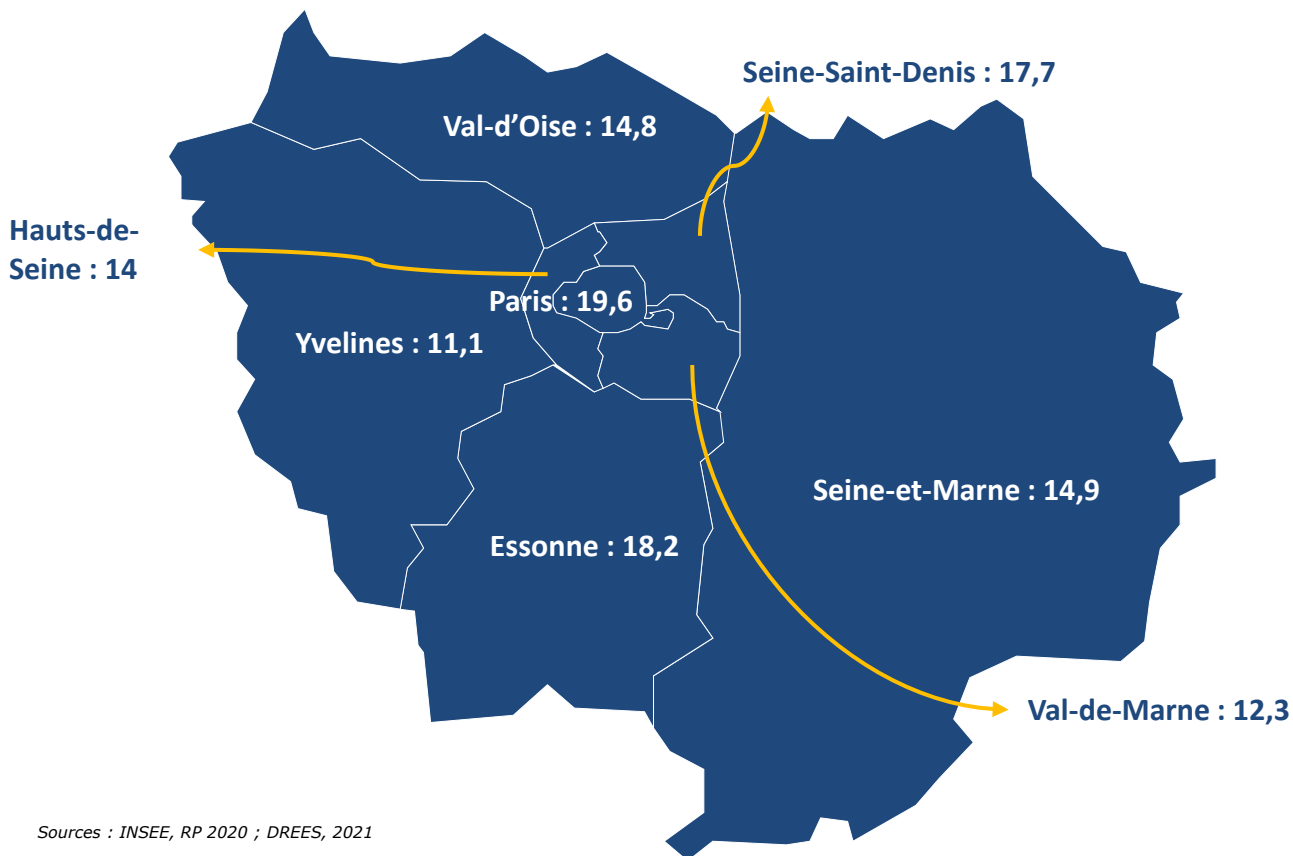 Seine-Saint-Denis : 17,7
Val-d’Oise : 14,8
Hauts-de-
Seine : 14
Paris : 19,6
Yvelines : 11,1
Seine-et-Marne : 14,9
Essonne : 18,2
Val-de-Marne : 12,3
Sources : INSEE, RP 2020 ; DREES, 2021